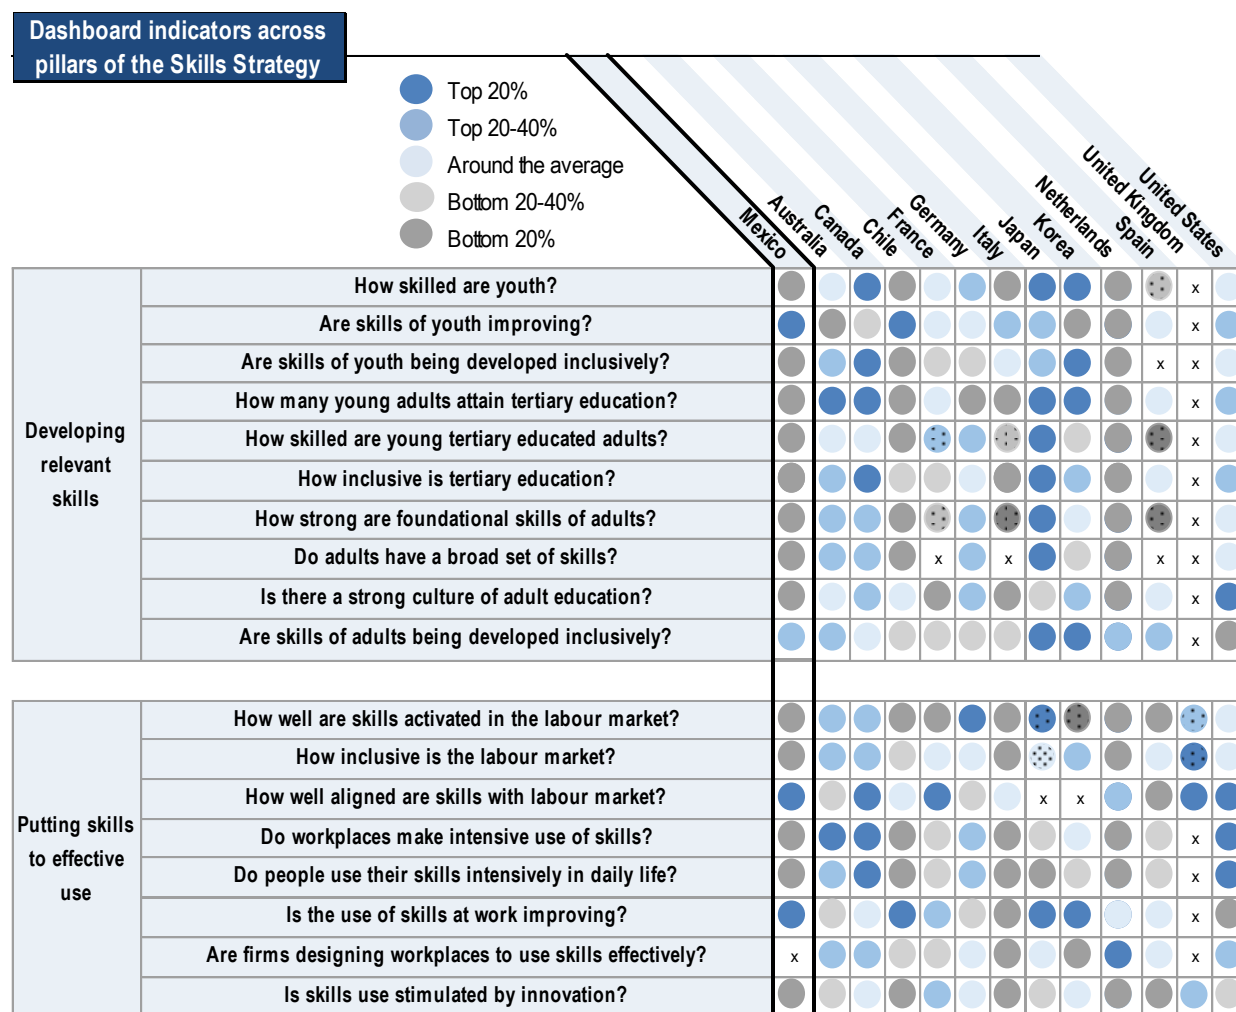 Dashboard indicators across
pillars of the Skills Strategy
Top 20%
Top 20-40%
Around the average
Bottom 20-40%
Bottom 20%
Mexico
Australia
Canada
Chile
France
Germany
Italy
Japan
Korea
Netherlands
Spain
United Kingdom
United States
Developing
relevant
skills
How skilled are youth?
x
Are skills of youth improving?
x
Are skills of youth being developed inclusively?
x x
How many young adults attain tertiary education?
x
How skilled are young tertiary educated adults?
x
How inclusive is tertiary education?
x
How strong are foundational skills of adults?
x
Do adults have a broad set of skills?
x x x x
Is there a strong culture of adult education?
x
Are skills of adults being developed inclusively?
x
Putting skills
to effective
use
How well are skills activated in the labour market?
How inclusive is the labour market?
How well aligned are skills with labour market?
x x
Do workplaces make intensive use of skills?
x
Do people use their skills intensively in daily life?
x
Is the use of skills at work improving?
x
Are firms designing workplaces to use skills effectively?
x x
Is skills use stimulated by innovation?